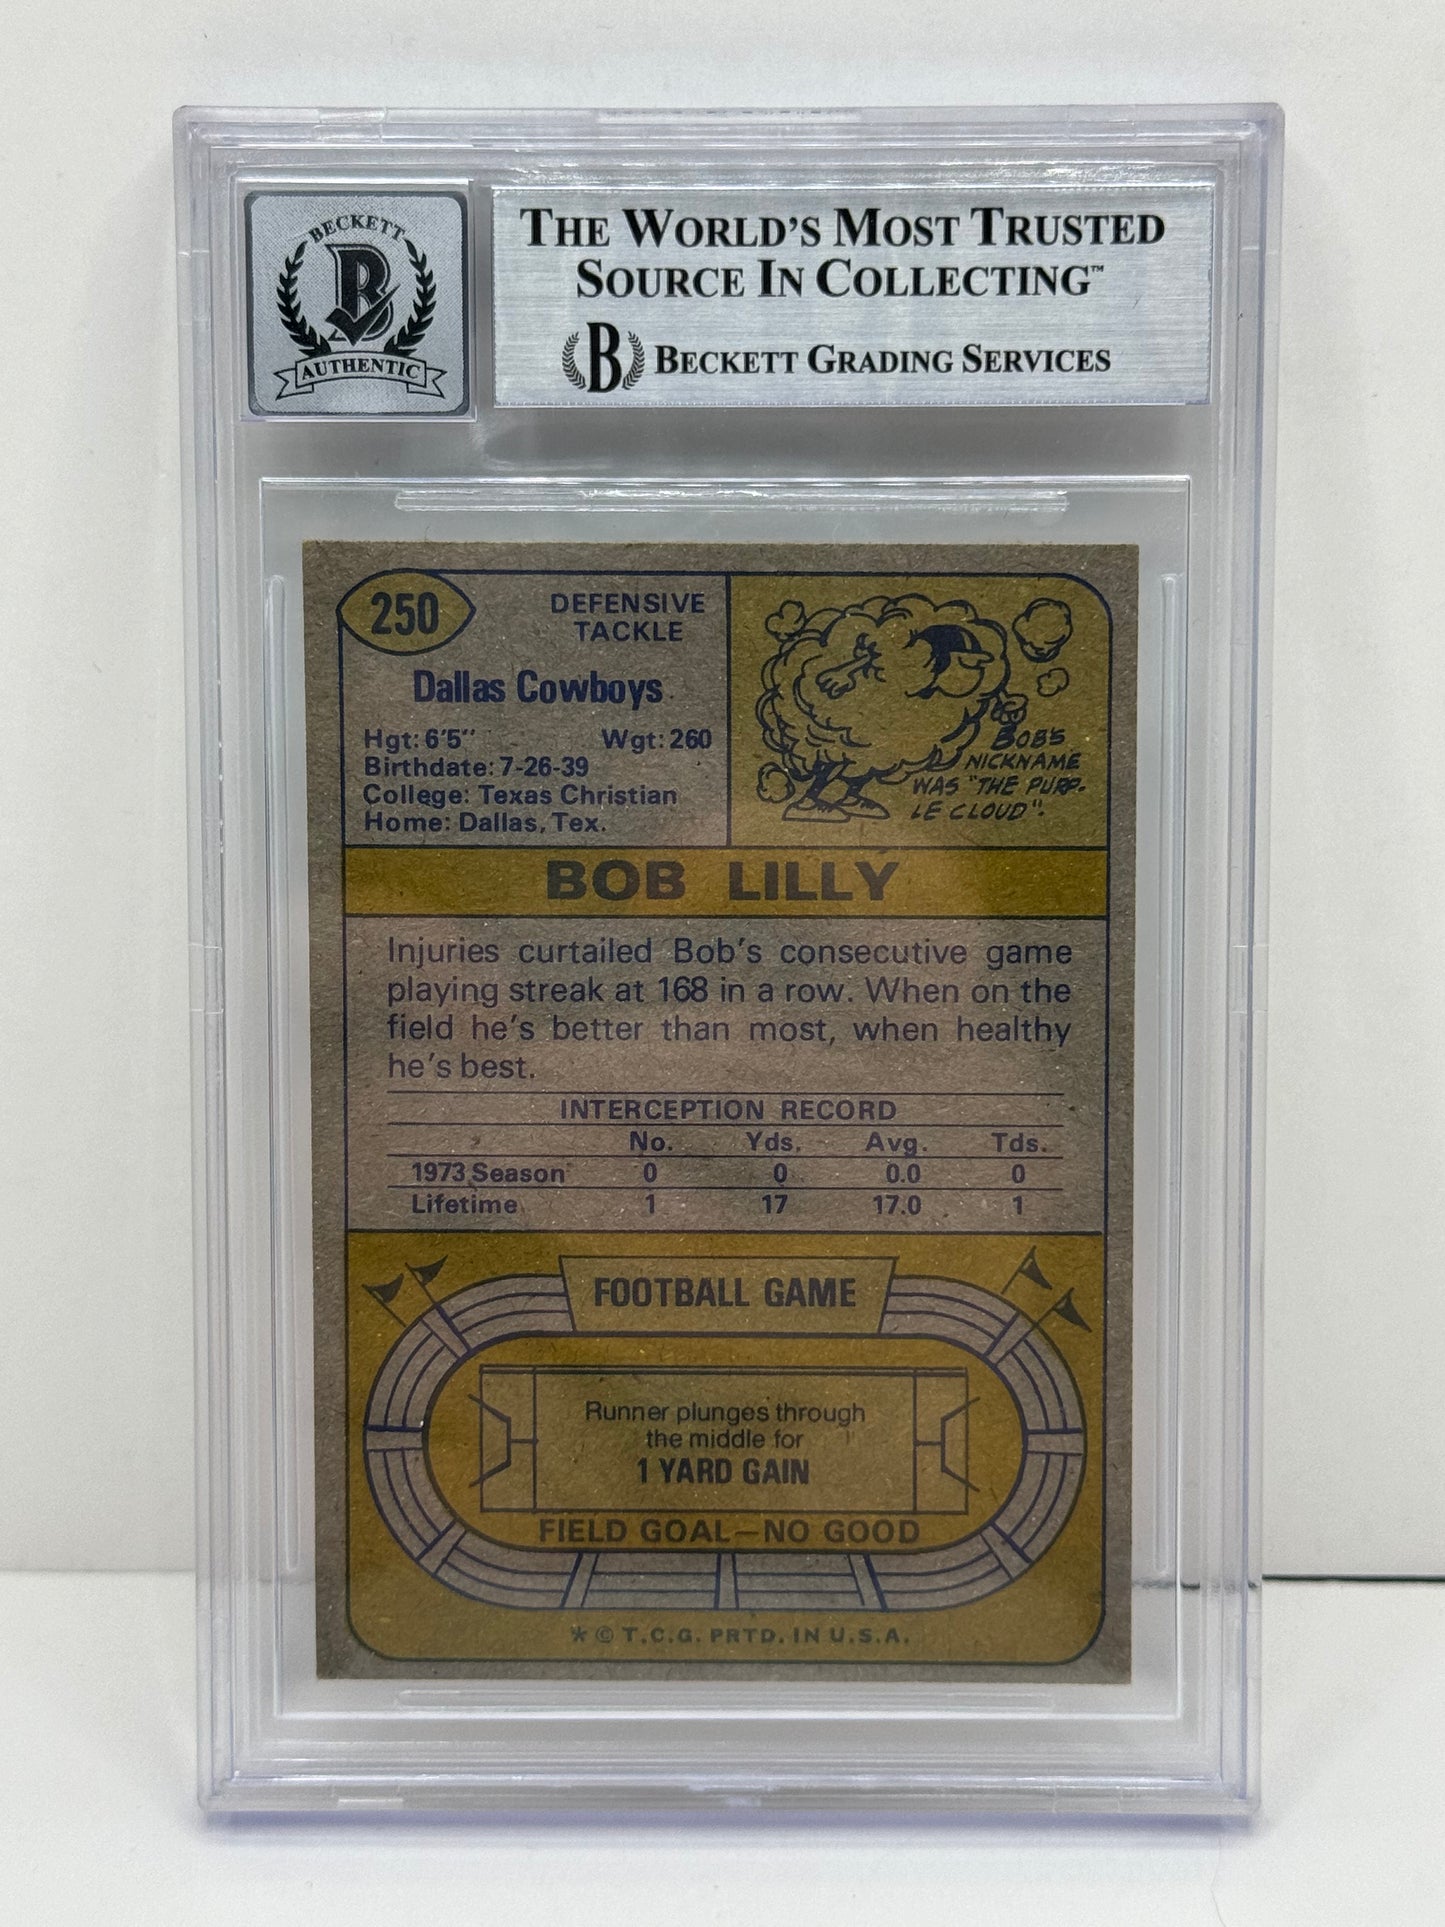 BECKETT
B
AUTHENTIC
THE WORLD'S MOST TRUSTED
SOURCE IN COLLECTING™
B BECKETT GRADING SERVICES
250
DEFENSIVE
TACKLE
Dallas Cowboys
Hgt: 6'5" Wgt: 260
Birthdate: 7-26-39
College: Texas Christian
Home: Dallas, Tex.
BOB'S
NICKNAME
WAS "THE PURP-
LE CLOUD".
BOB LILLY
Injuries curtailed Bob's consecutive game
playing streak at 168 in a row. When on the
field he's better than most, when healthy
he's best.
INTERCEPTION RECORD
No. Yds. Avg. Tds.
1973 Season 0 0 0.0 0
Lifetime 1 17 17.0 1
FOOTBALL GAME
Runner plunges through
the middle for
1 YARD GAIN
FIELD GOAL—NO GOOD
* © T.C.G. PRTD. IN U.S.A.